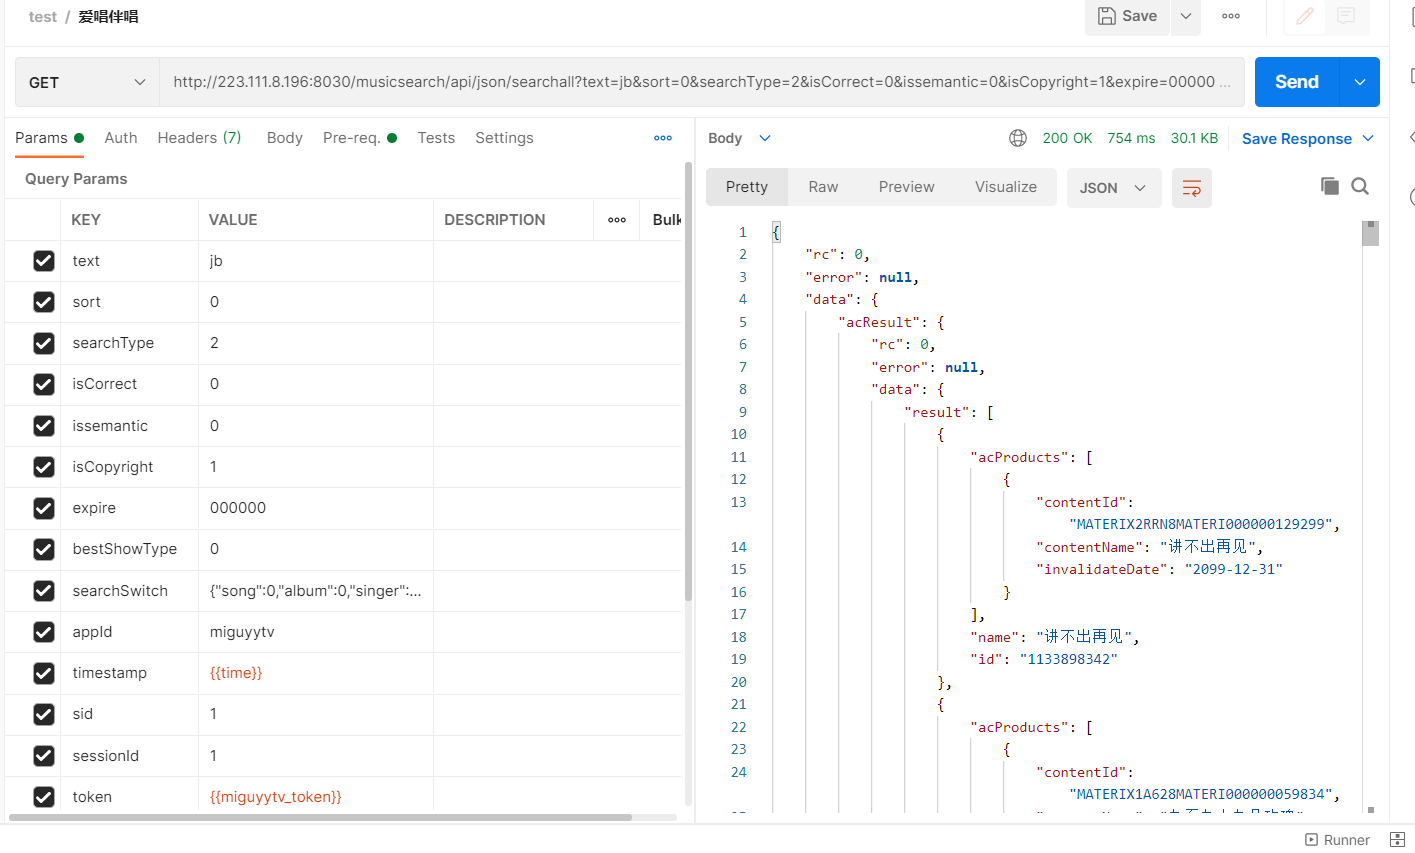 test / 爱唱伴唱
Save
GET
http://223.111.8.196:8030/musicsearch/api/json/searchall?text=jb&sort=0&searchType=2&isCorrect=0&issemantic=0&isCopyright=1&expire=00000 ...
Send
Params
Auth
Headers (7)
Body
Pre-req.
Tests
Settings
Query Params
KEY VALUE DESCRIPTION Bulk
text jb
sort 0
searchType 2
isCorrect 0
issemantic 0
isCopyright 1
expire 000000
bestShowType 0
searchSwitch {"song":0,"album":0,"singer":...
appId miguyytv
timestamp {{time}}
sid 1
sessionId 1
token {{miguyytv_token}}
Body
200 OK 754 ms 30.1 KB Save Response
Pretty Raw Preview Visualize JSON
1 {
2 "rc": 0,
3 "error": null,
4 "data": {
5 "acResult": {
6 "rc": 0,
7 "error": null,
8 "data": {
9 "result": [
10 {
11 "acProducts": [
12 {
13 "contentId":
"MATERIX2RRN8MATERI000000129299",
14 "contentName": "讲不出再见",
15 "invalidateDate": "2099-12-31"
16 }
17 ],
18 "name": "讲不出再见",
19 "id": "1133898342"
20 },
21 {
22 "acProducts": [
23 {
24 "contentId":
"MATERIX1A628MATERI000000059834",
Runner